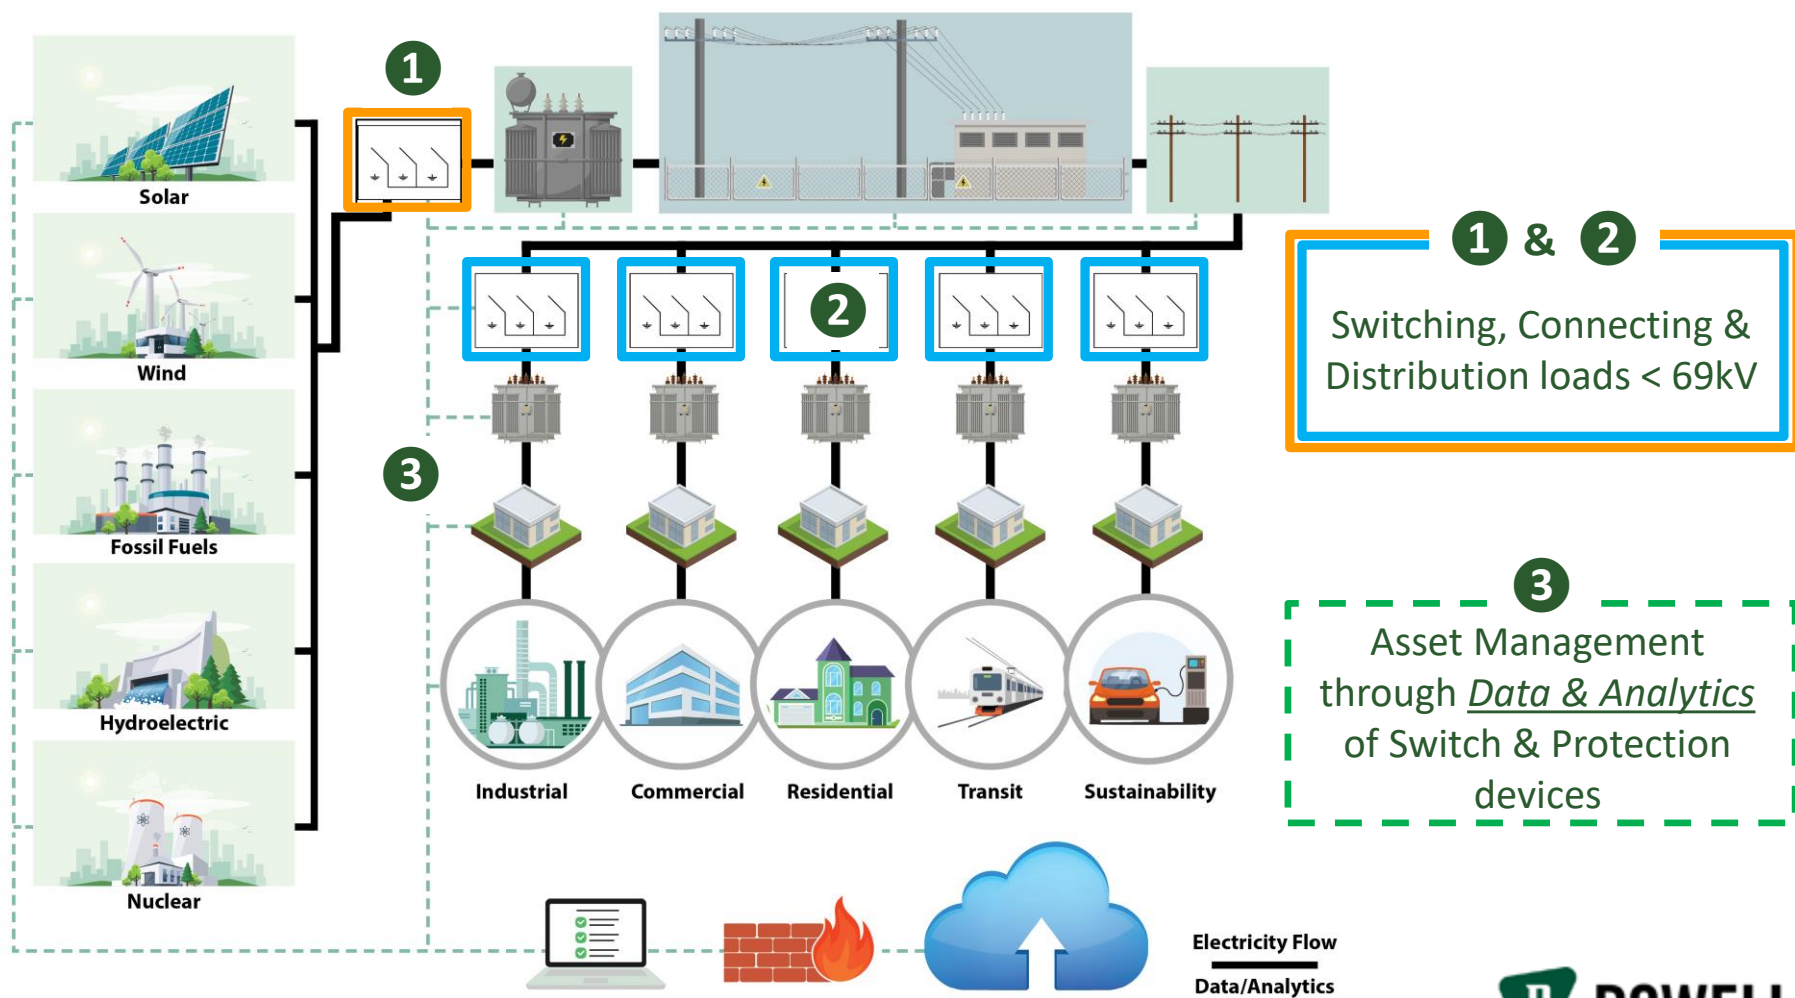 1
Solar
Wind
Fossil Fuels
Hydroelectric
Nuclear
2
3
Industrial
Commercial
Residential
Transit
Sustainability
1 & 2
Switching, Connecting &
Distribution loads < 69kV
3
Asset Management
through Data & Analytics
of Switch & Protection
devices
Electricity Flow
Data/Analytics
POWELL